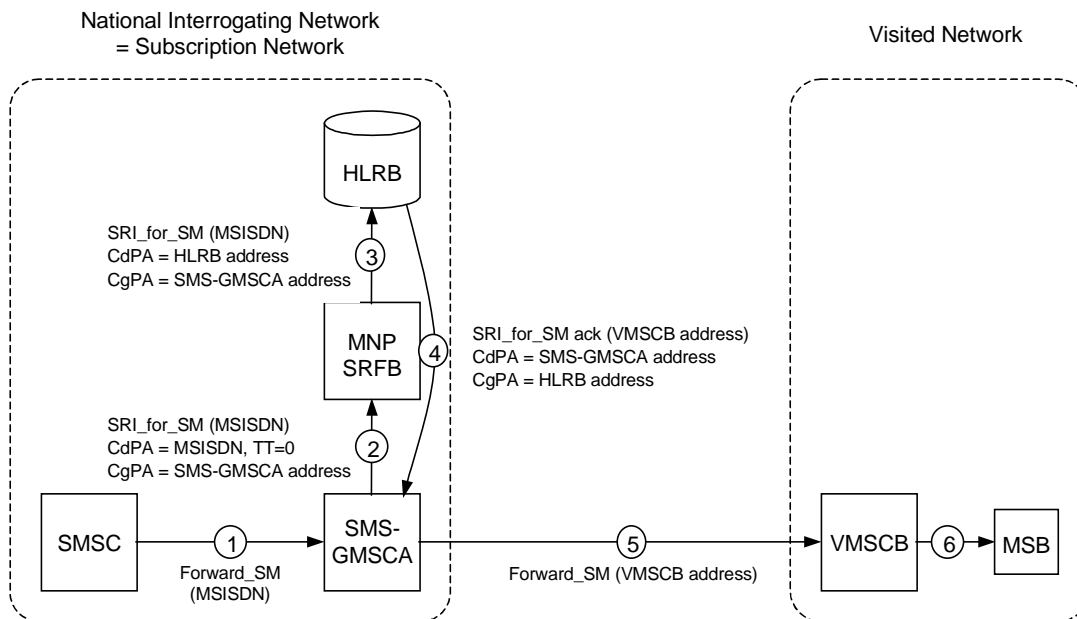 National Interrogating Network
= Subscription Network
Visited Network
HLRB
SRI_for_SM (MSISDN)
CdPA = HLRB address
CgPA = SMS-GMSCA address
3
MNP
SRFB
4
SRI_for_SM ack (VMSCB address)
CdPA = SMS-GMSCA address
CgPA = HLRB address
SRI_for_SM (MSISDN)
CdPA = MSISDN, TT=0
CgPA = SMS-GMSCA address
2
SMSC
1
Forward_SM
(MSISDN)
SMS-
GMSCA
5
Forward_SM (VMSCB address)
VMSCB
6
MSB